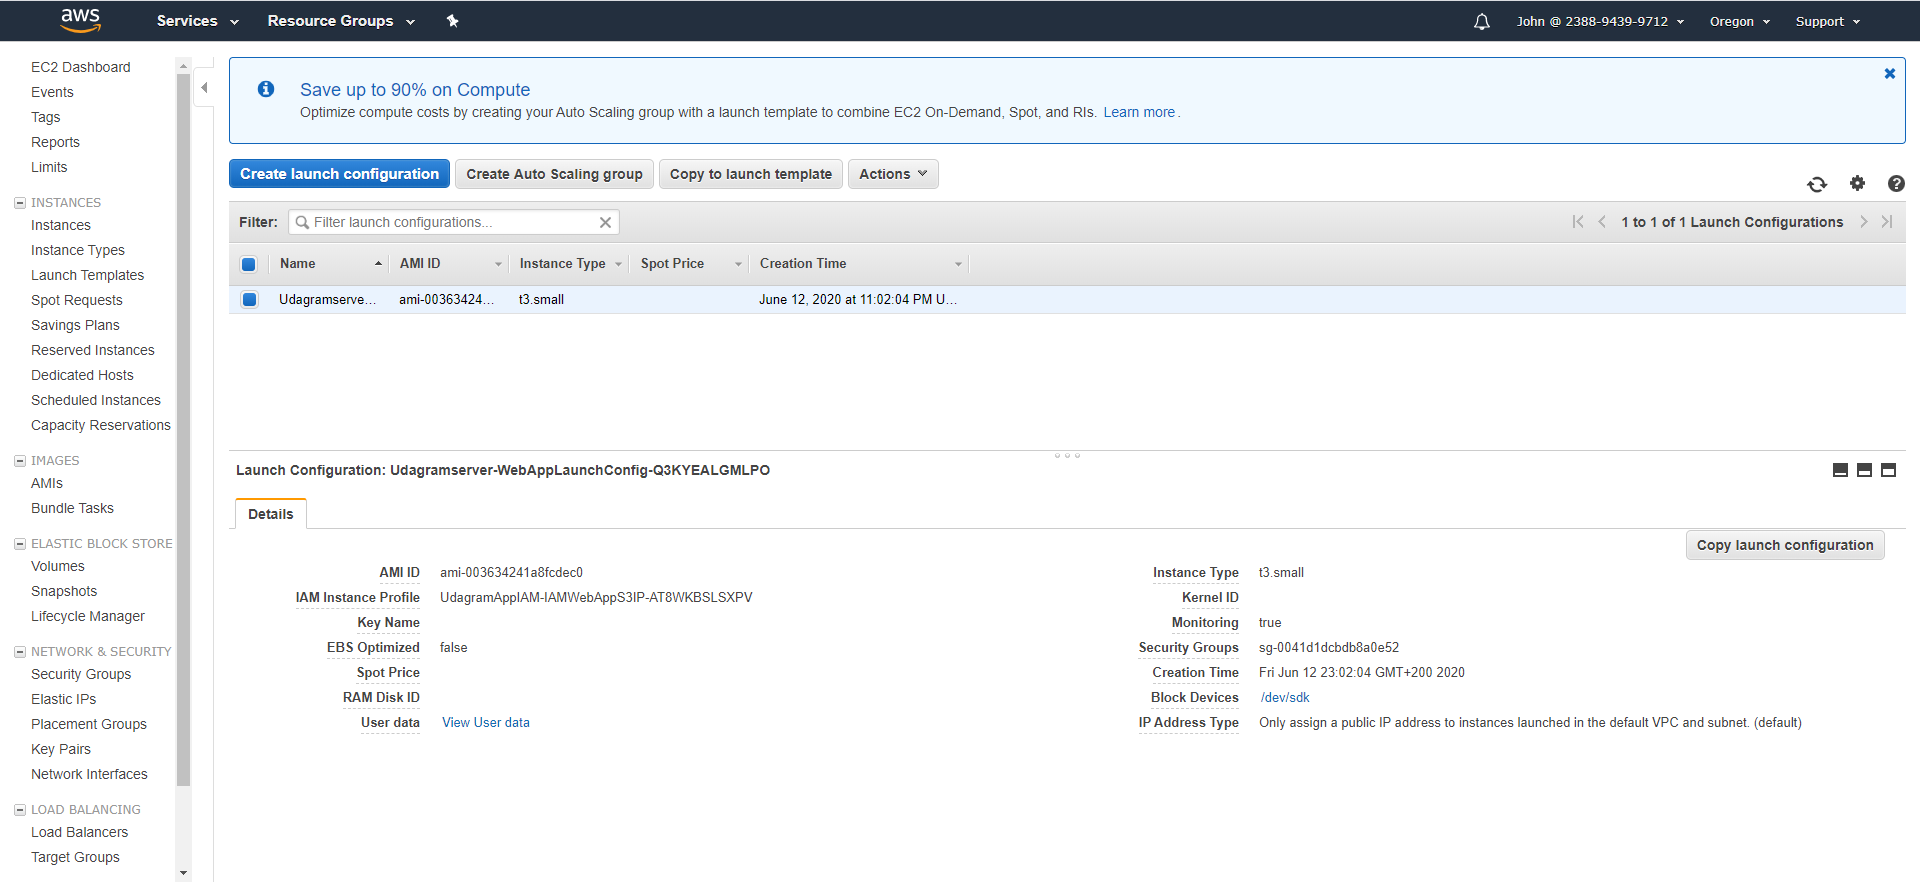 aws Services Resource Groups John @ 2388-9439-9712 Oregon Support
EC2 Dashboard
Events
Tags
Reports
Limits
INSTANCES
Instances
Instance Types
Launch Templates
Spot Requests
Savings Plans
Reserved Instances
Dedicated Hosts
Scheduled Instances
Capacity Reservations
IMAGES
AMIs
Bundle Tasks
ELASTIC BLOCK STORE
Volumes
Snapshots
Lifecycle Manager
NETWORK & SECURITY
Security Groups
Elastic IPs
Placement Groups
Key Pairs
Network Interfaces
LOAD BALANCING
Load Balancers
Target Groups
Save up to 90% on Compute
Optimize compute costs by creating your Auto Scaling group with a launch template to combine EC2 On-Demand, Spot, and RIs. Learn more.
Create launch configuration Create Auto Scaling group Copy to launch template Actions
Filter: Filter launch configurations... 1 to 1 of 1 Launch Configurations
Name AMI ID Instance Type Spot Price Creation Time
Udagramserve... ami-00363424... t3.small June 12, 2020 at 11:02:04 PM U...
Launch Configuration: Udagramserver-WebAppLaunchConfig-Q3KYEALGMLPO
Details
Copy launch configuration
AMI ID ami-003634241a8fcdec0
IAM Instance Profile UdagramAppIAM-IAMWebAppS3IP-AT8WKBSLSXPV
Key Name
EBS Optimized false
Spot Price
RAM Disk ID
User data View User data
Instance Type t3.small
Kernel ID
Monitoring true
Security Groups sg-0041d1dcbdb8a0e52
Creation Time Fri Jun 12 23:02:04 GMT+200 2020
Block Devices /dev/sdk
IP Address Type Only assign a public IP address to instances launched in the default VPC and subnet. (default)